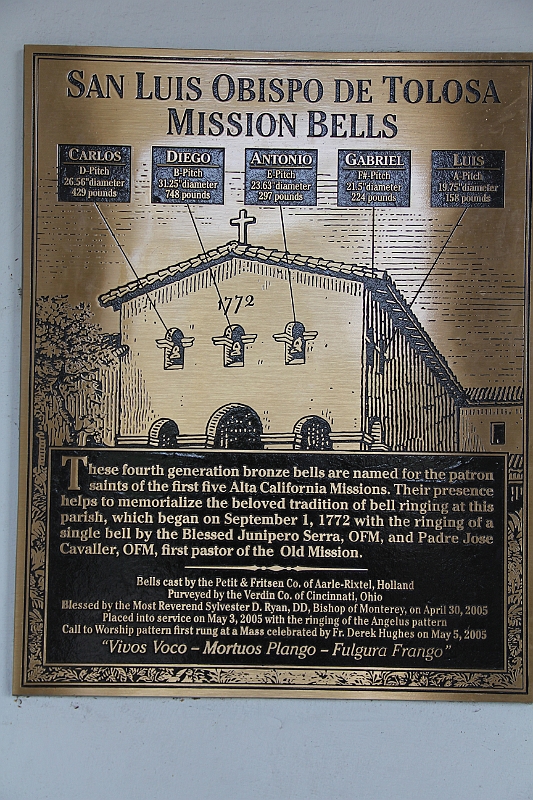 SAN LUIS OBISPO DE TOLOSA
MISSION BELLS
CARLOS
D-Pitch
26.56" diameter
429 pounds
DIEGO
B-Pitch
31.25" diameter
748 pounds
ANTONIO
E-Pitch
23.63" diameter
297 pounds
GABRIEL
F#-Pitch
21.5" diameter
224 pounds
LUIS
A-Pitch
19.75" diameter
158 pounds
1772
These fourth generation bronze bells are named for the patron
saints of the first five Alta California Missions. Their presence
helps to memorialize the beloved tradition of bell ringing at this
parish, which began on September 1, 1772 with the ringing of a
single bell by the Blessed Junipero Serra, OFM, and Padre Jose
Cavaller, OFM, first pastor of the Old Mission.
Bells cast by the Petit & Fritsen Co. of Aarle-Rixtel, Holland
Purveyed by the Verdin Co. of Cincinnati, Ohio
Blessed by the Most Reverend Sylvester D. Ryan, DD, Bishop of Monterey, on April 30, 2005
Placed into service on May 3, 2005 with the ringing of the Angelus pattern
Call to Worship pattern first rung at a Mass celebrated by Fr. Derek Hughes on May 5, 2005
"Vivos Voco – Mortuos Plango – Fulgura Frango"